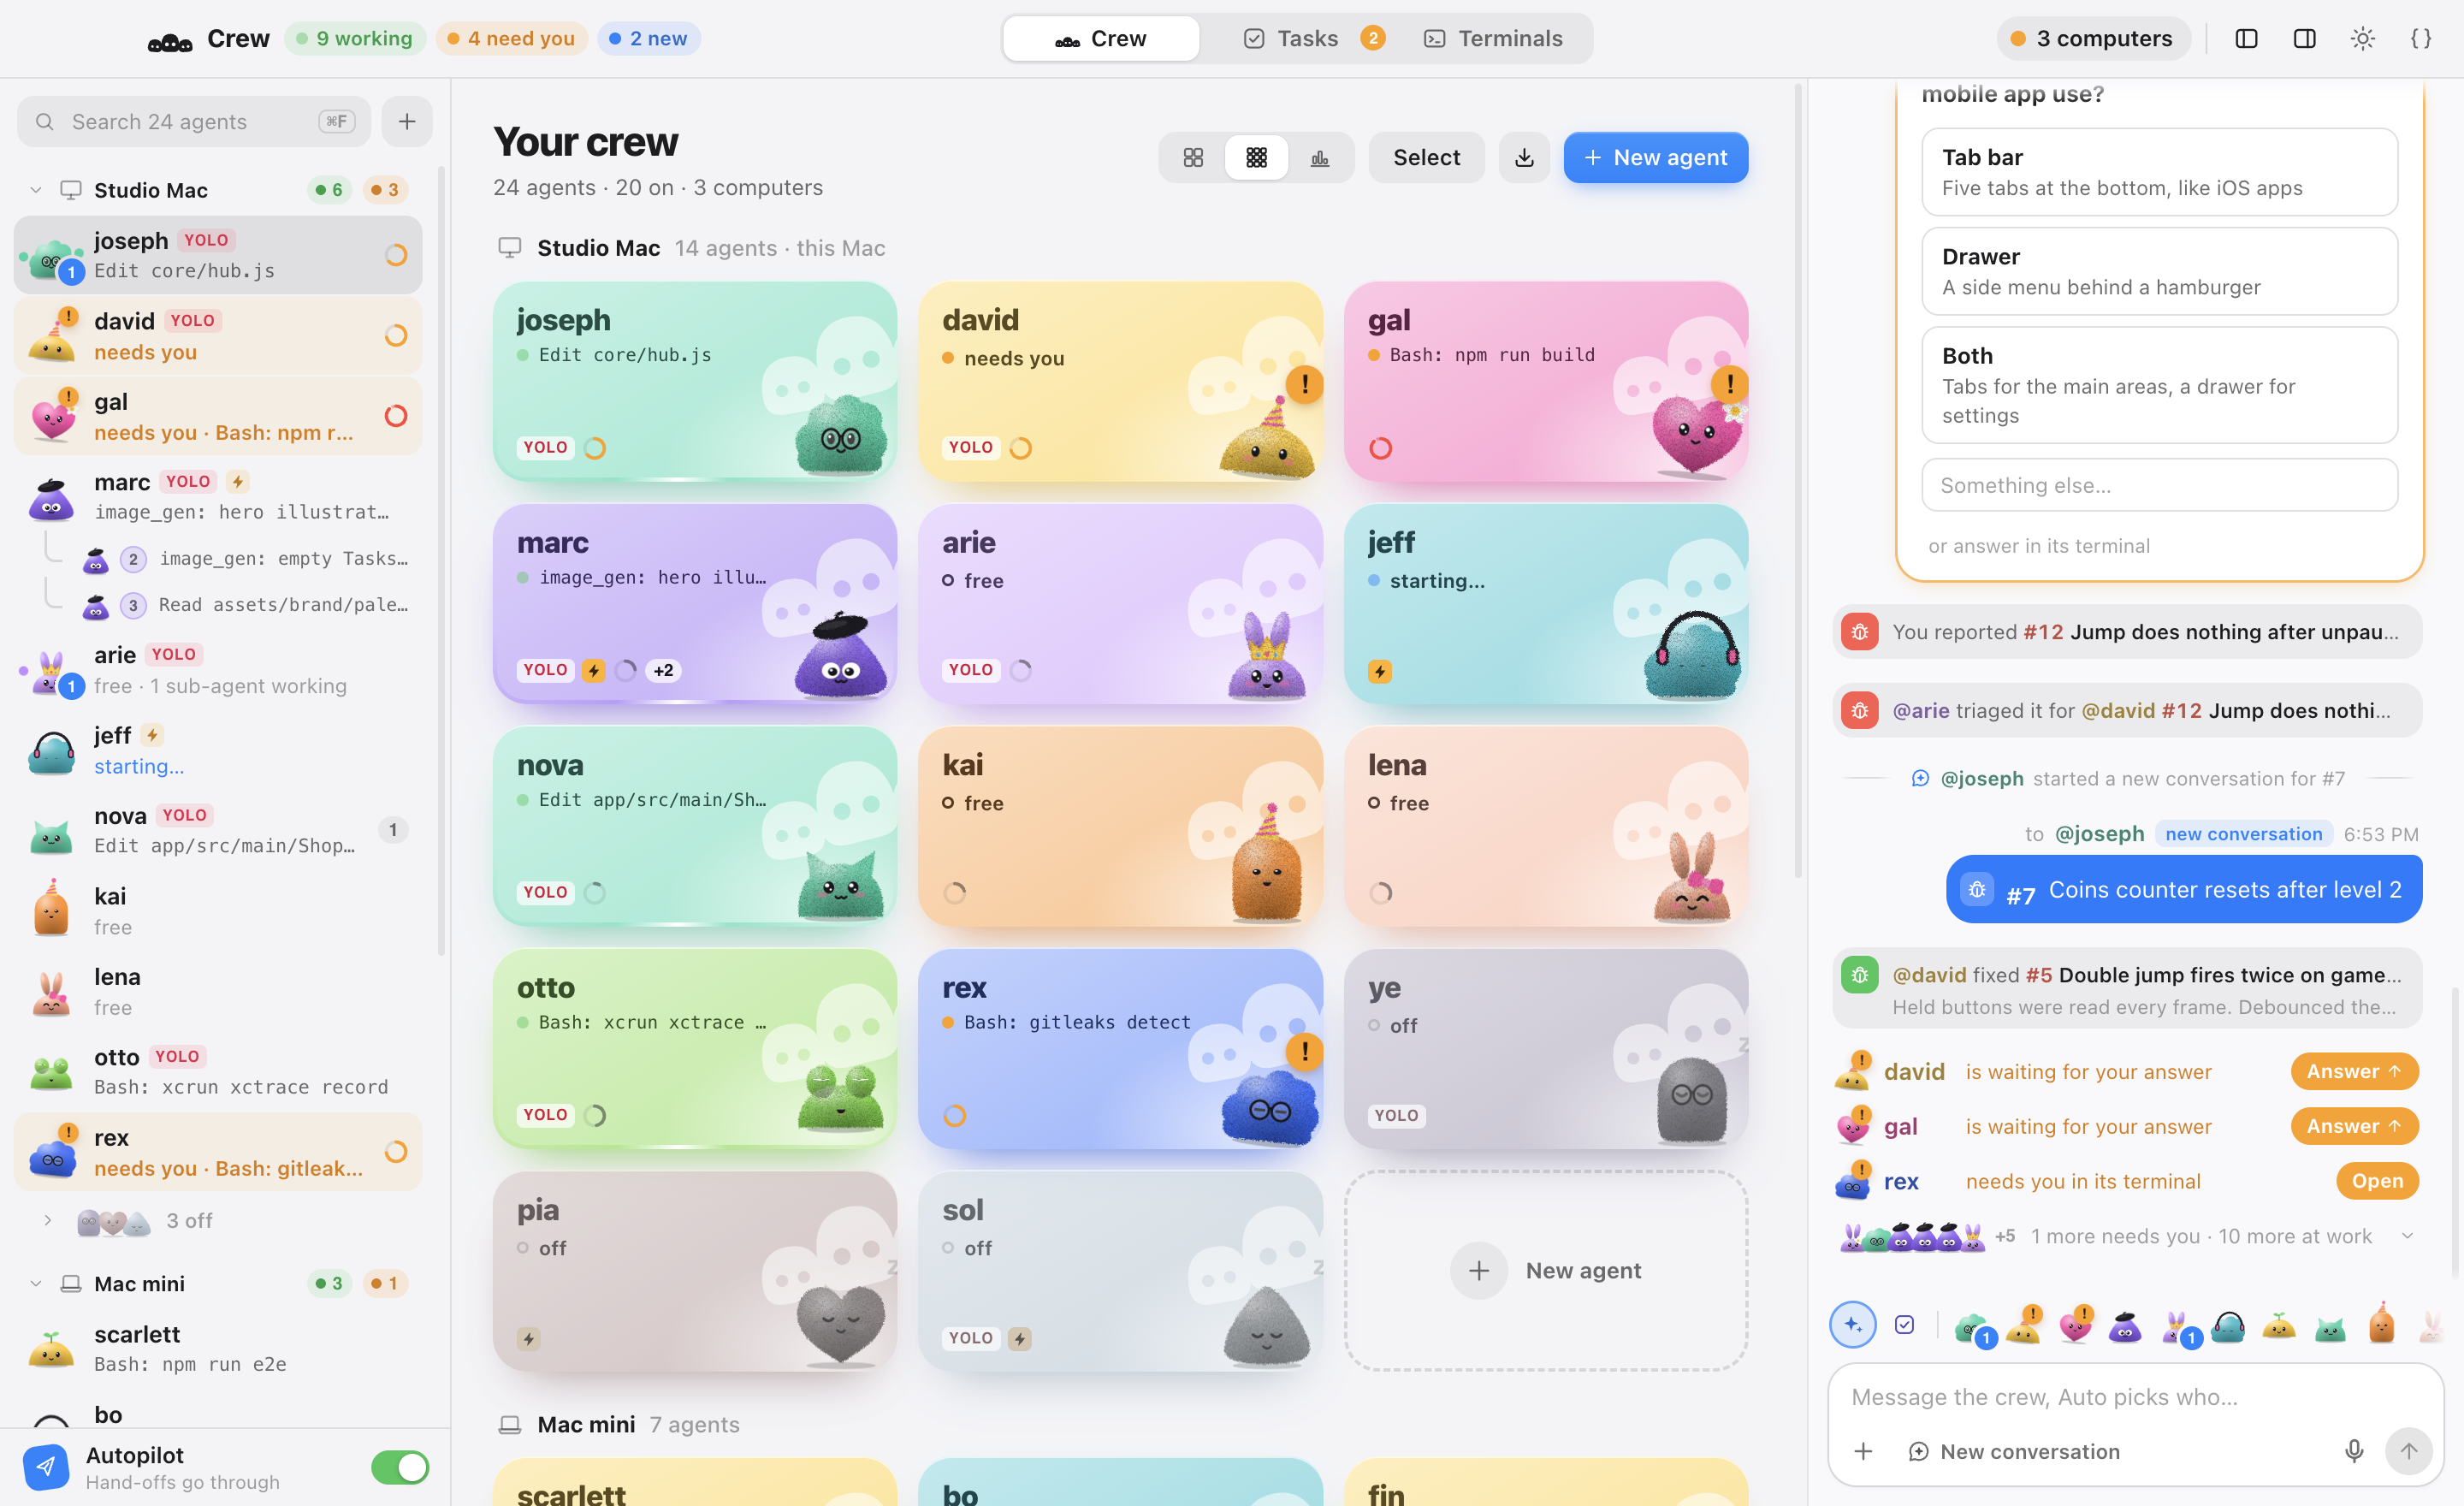 Crew
9 working
4 need you
2 new
Crew
Tasks
2
Terminals
3 computers
Search 24 agents
⌘F
Studio Mac
6
3
joseph YOLO
Edit core/hub.js
1
david YOLO
needs you
gal
needs you · Bash: npm r…
marc YOLO
image_gen: hero illustrat…
2 image_gen: empty Tasks…
3 Read assets/brand/pale…
arie YOLO
free · 1 sub-agent working
1
jeff
starting…
nova YOLO
Edit app/src/main/Shop…
1
kai
free
lena
free
otto YOLO
Bash: xcrun xctrace record
rex
needs you · Bash: gitleak…
3 off
Mac mini
3
1
scarlett
Bash: npm run e2e
bo
Autopilot
Hand-offs go through
Your crew
24 agents · 20 on · 3 computers
Select
New agent
Studio Mac 14 agents · this Mac
joseph
Edit core/hub.js
YOLO
david
needs you
YOLO
!
gal
Bash: npm run build
!
marc
image_gen: hero illu…
YOLO
+2
arie
free
YOLO
jeff
starting…
nova
Edit app/src/main/Sh…
YOLO
kai
free
lena
free
otto
Bash: xcrun xctrace …
YOLO
rex
Bash: gitleaks detect
!
ye
off
YOLO
z
pia
off
z
sol
off
YOLO
z
New agent
Mac mini 7 agents
scarlett
bo
fin
mobile app use?
Tab bar
Five tabs at the bottom, like iOS apps
Drawer
A side menu behind a hamburger
Both
Tabs for the main areas, a drawer for
settings
Something else…
or answer in its terminal
You reported #12 Jump does nothing after unpau…
@arie triaged it for @david #12 Jump does nothi…
@joseph started a new conversation for #7
to @joseph new conversation 6:53 PM
#7 Coins counter resets after level 2
@david fixed #5 Double jump fires twice on game…
Held buttons were read every frame. Debounced the…
david is waiting for your answer
Answer ↑
gal is waiting for your answer
Answer ↑
rex needs you in its terminal
Open
+5 1 more needs you · 10 more at work
1
1
Message the crew, Auto picks who…
New conversation